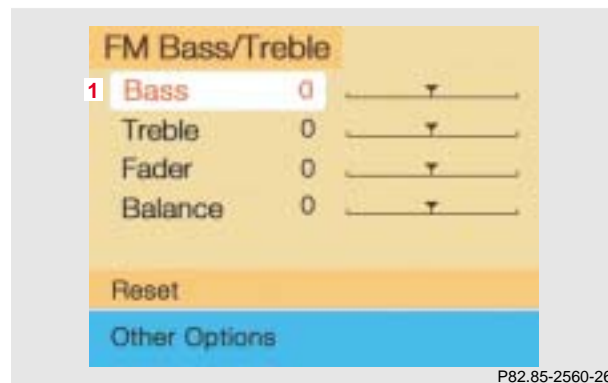 FM Bass/Treble
1 Bass 0
Treble 0
Fader 0
Balance 0
Reset
Other Options
P82.85-2560-26